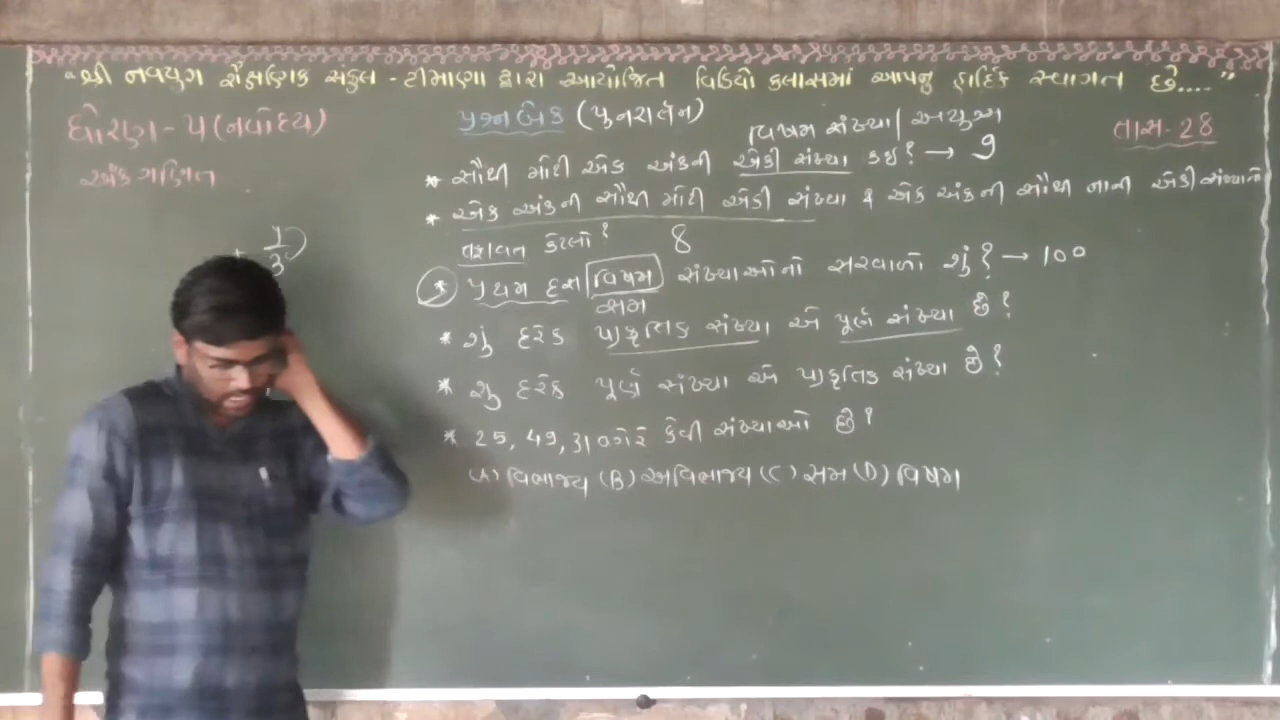 "શ્રી નવયુગ શૈક્ષણિક સંકુલ - ટીમાણા દ્વારા આયોજિત વિડિયો ક્લાસમાં આપનું હાર્દિક સ્વાગત છે...."
ધોરણ - ૫ (નવોદય)
અંક ગણિત
પ્રશ્ન બેંક (પુનરાવર્તન)
વિષમ સંખ્યા / અયુગ્મ
તાસ - 28
* સૌથી મોટી એક અંકની એકી સંખ્યા કઈ? → 9
* એક અંકની સૌથી મોટી એકી સંખ્યા ને એક અંકની સૌથી નાની એકી સંખ્યાનો
તફાવત કેટલો? 8
* પ્રથમ દસ વિષમ સંખ્યાઓનો સરવાળો શું? → 100
સમ
* શું દરેક પ્રાકૃતિક સંખ્યા એ પૂર્ણ સંખ્યા છે?
* શું દરેક પૂર્ણ સંખ્યા એ પ્રાકૃતિક સંખ્યા છે?
* 25, 49, 31 વગેરે કેવી સંખ્યાઓ છે?
(A) વિભાજ્ય (B) અવિભાજ્ય (C) સમ (D) વિષમ